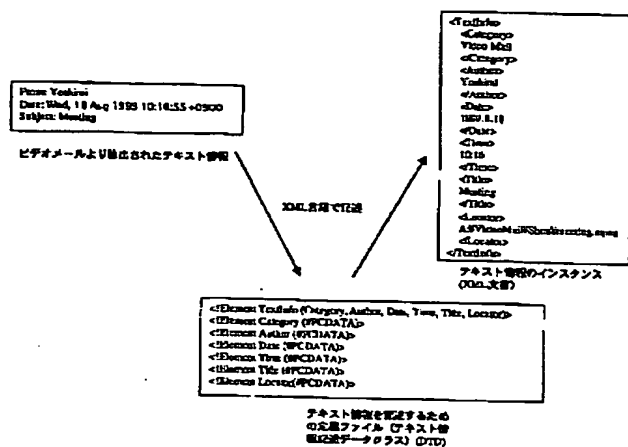 From: Yoshimi
Date: Wed, 18 Aug 1999 10:16:55 +0900
Subject: Meeting
ビデオメールより抽出されたテキスト情報
XML言語で記述
<!Element TextInfo (Category, Author, Date, Time, Title, Locator)>
<!Element Category (#PCDATA)>
<!Element Author (#PCDATA)>
<!Element Date (#PCDATA)>
<!Element Time (#PCDATA)>
<!Element Title (#PCDATA)>
<!Element Locator(#PCDATA)>
テキスト情報を記述するため
の定義ファイル（テキスト情
報記述データクラス）(DTD)
<TextInfo>
<Category>
Video Mail
</Category>
<Author>
Yoshimi
</Author>
<Date>
1999.8.18
</Date>
<Time>
10:16
</Time>
<Title>
Meeting
</Title>
<Locator>
<Locator>
</TextInfo>
テキスト情報のインスタンス
(XML文書)